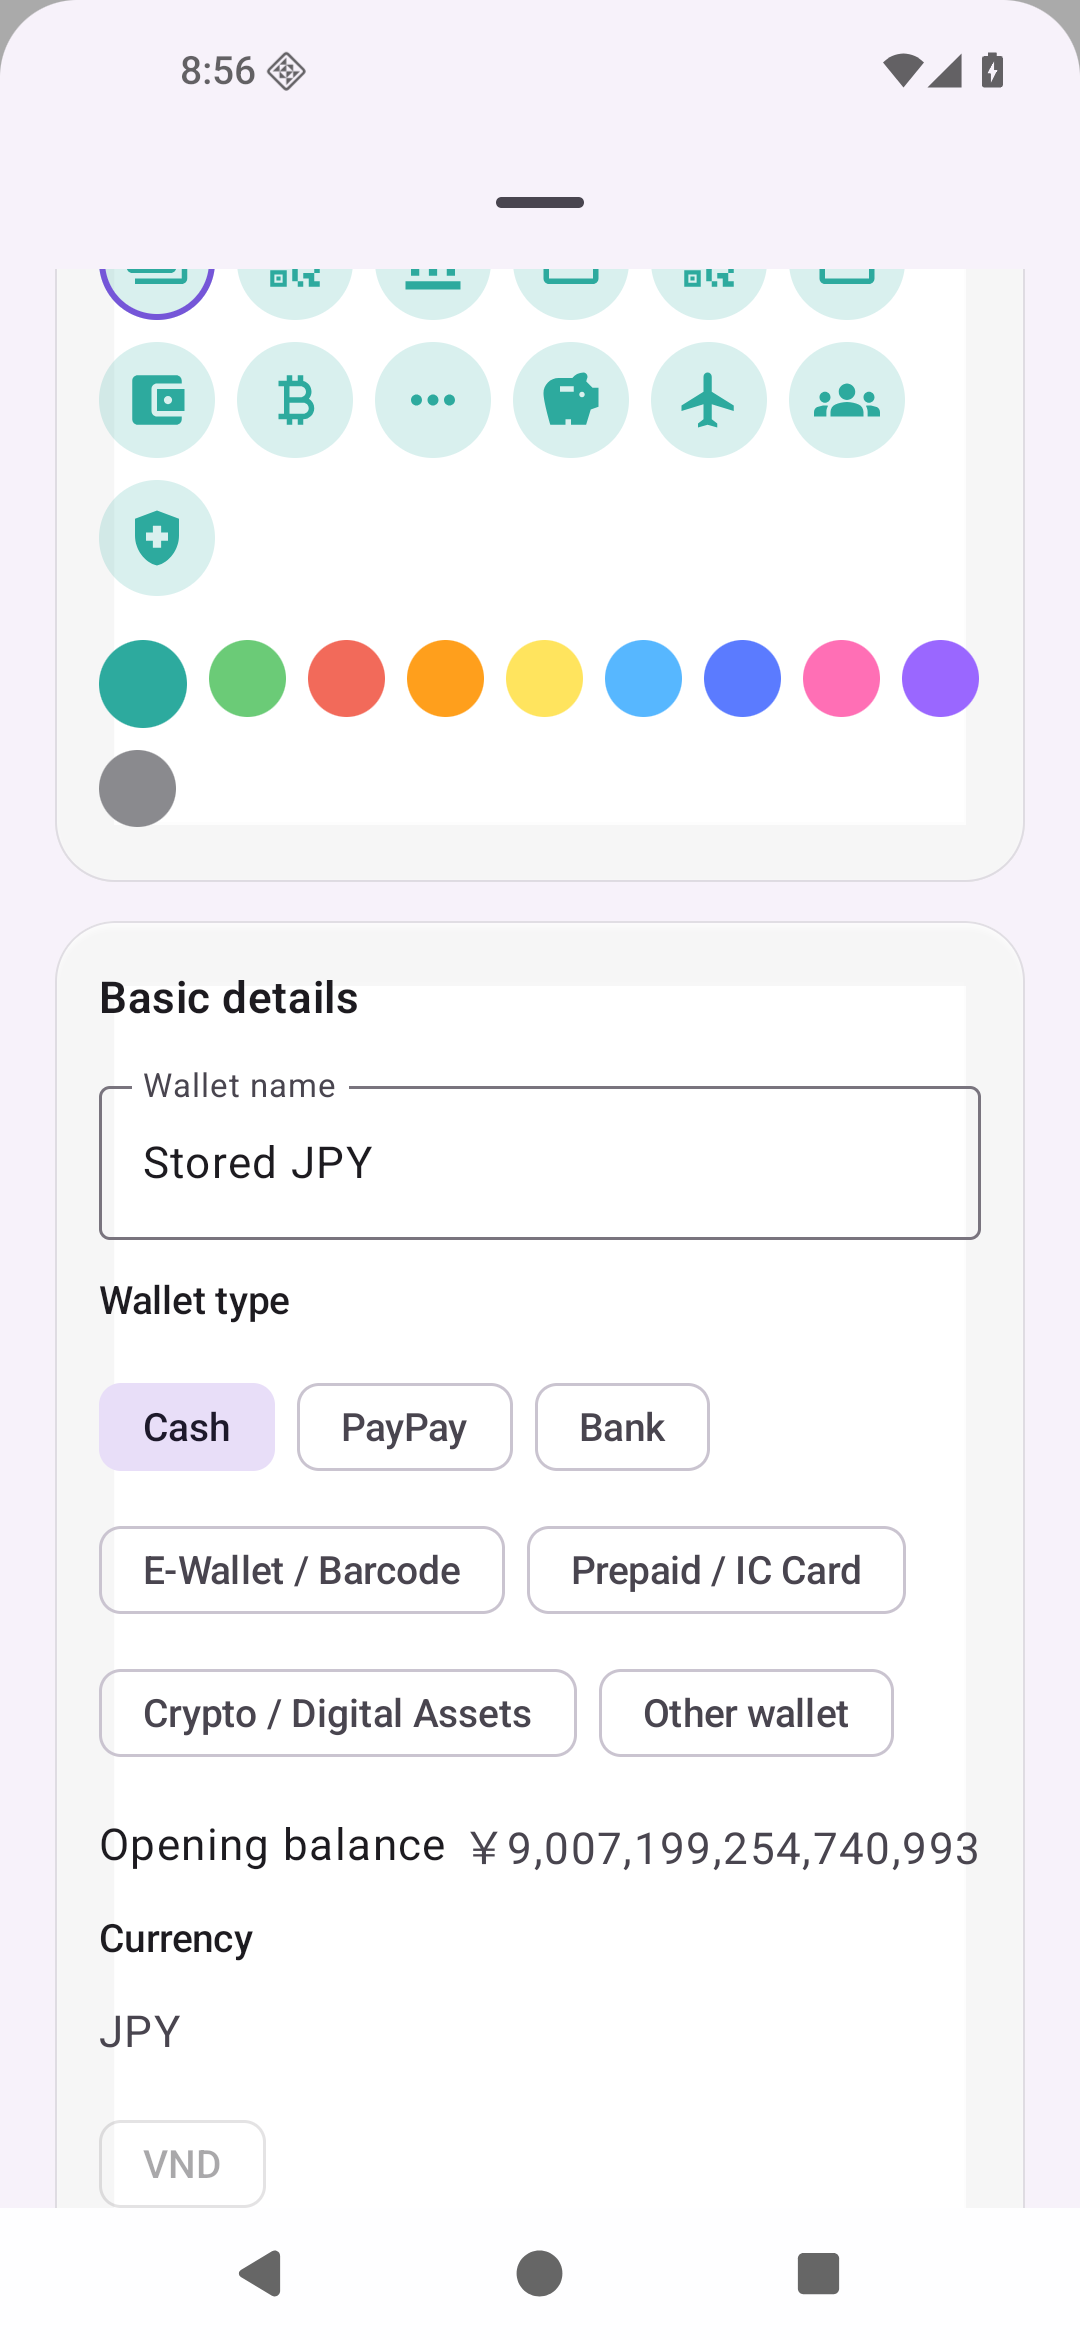 8:56
Basic details
Wallet name
Stored JPY
Wallet type
Cash PayPay Bank
E-Wallet / Barcode Prepaid / IC Card
Crypto / Digital Assets Other wallet
Opening balance ¥9,007,199,254,740,993
Currency
JPY
VND